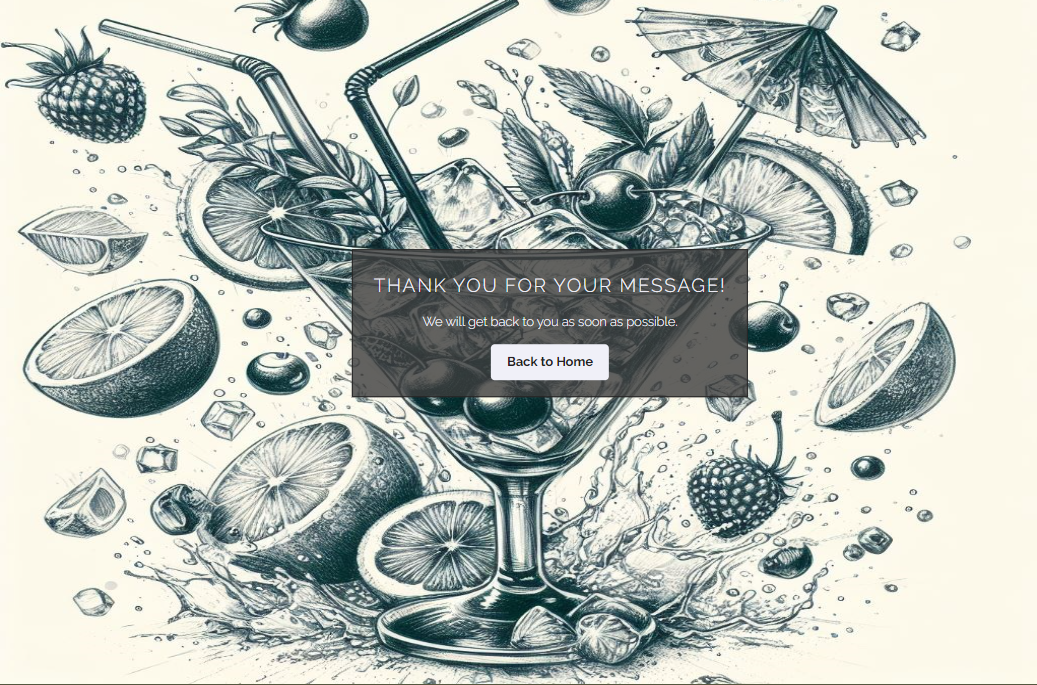 THANK YOU FOR YOUR MESSAGE!
We will get back to you as soon as possible.
Back to Home